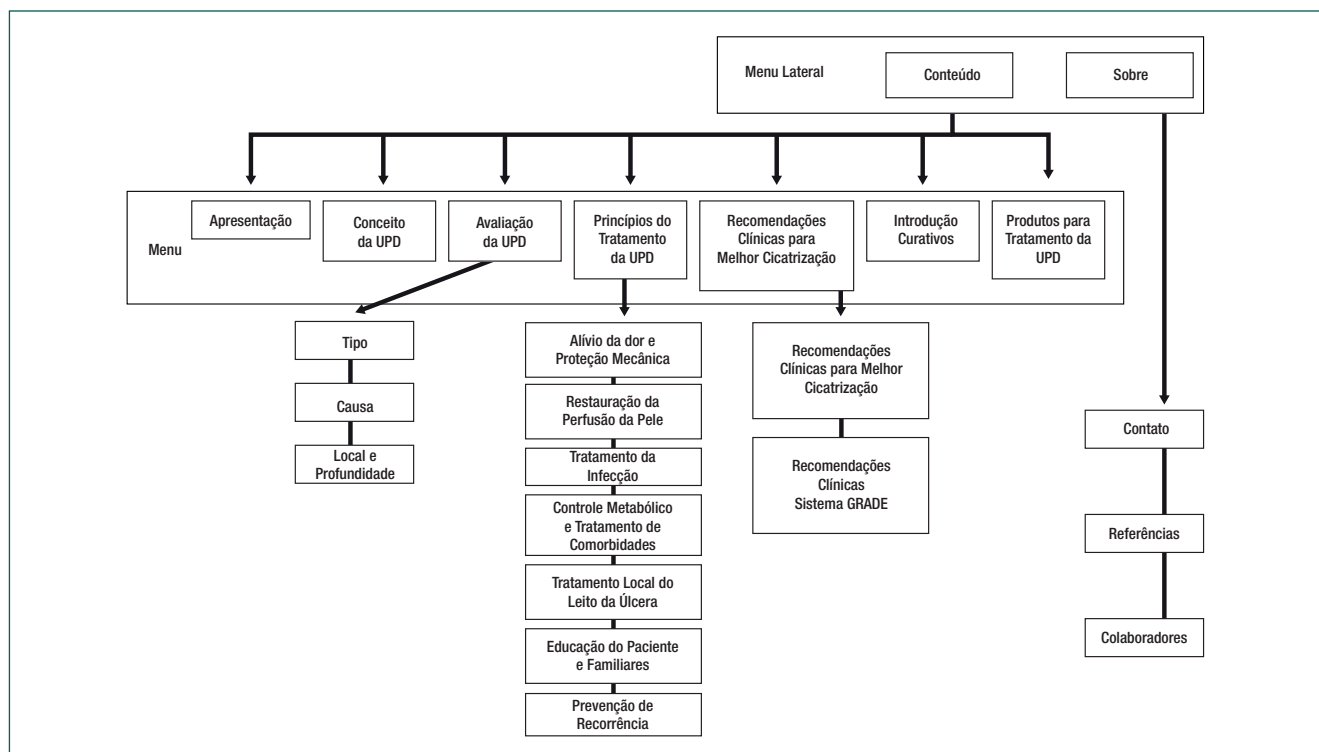 Menu Lateral
Conteúdo
Sobre
Menu
Apresentação
Conceito
da UPD
Avaliação
da UPD
Princípios do
Tratamento
da UPD
Recomendações
Clínicas para
Melhor Cicatrização
Introdução
Curativos
Produtos para
Tratamento da
UPD
Tipo
Causa
Local e
Profundidade
Alívio da dor e
Proteção Mecânica
Restauração da
Perfusão da Pele
Tratamento da
Infecção
Controle Metabólico
e Tratamento de
Comorbidades
Tratamento Local do
Leito da Úlcera
Educação do Paciente
e Familiares
Prevenção de
Recorrência
Recomendações
Clínicas para Melhor
Cicatrização
Recomendações
Clínicas
Sistema GRADE
Contato
Referências
Colaboradores